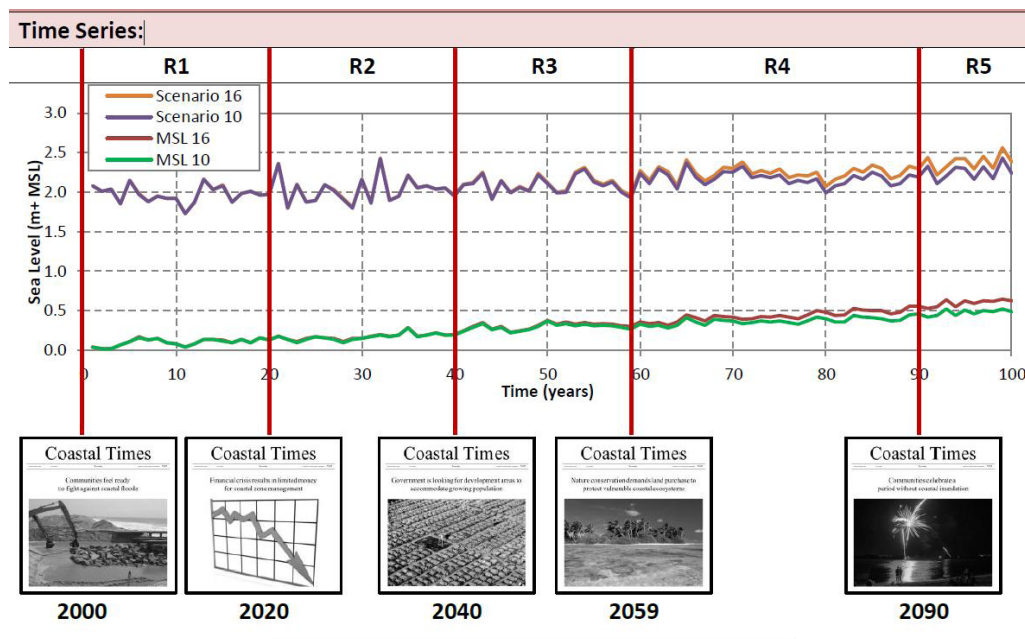 Time Series:
R1 R2 R3 R4 R5
Scenario 16
Scenario 10
MSL 16
MSL 10
Sea Level (m+ MSL)
3.0
2.5
2.0
1.5
1.0
0.5
0.0
0 10 20 30 40 50 60 70 80 90 100
Time (years)
Coastal Times
Communities feel ready
to fight against coastal floods
2000
Coastal Times
Financial crisis results in limited money
for coastal zone management
2020
Coastal Times
Government is looking for development areas to
accommodate growing population
2040
Coastal Times
Nature conservation demands land purchase to
protect vulnerable coastal ecosystems
2059
Coastal Times
Communities celebrate a
period without coastal inundation
2090